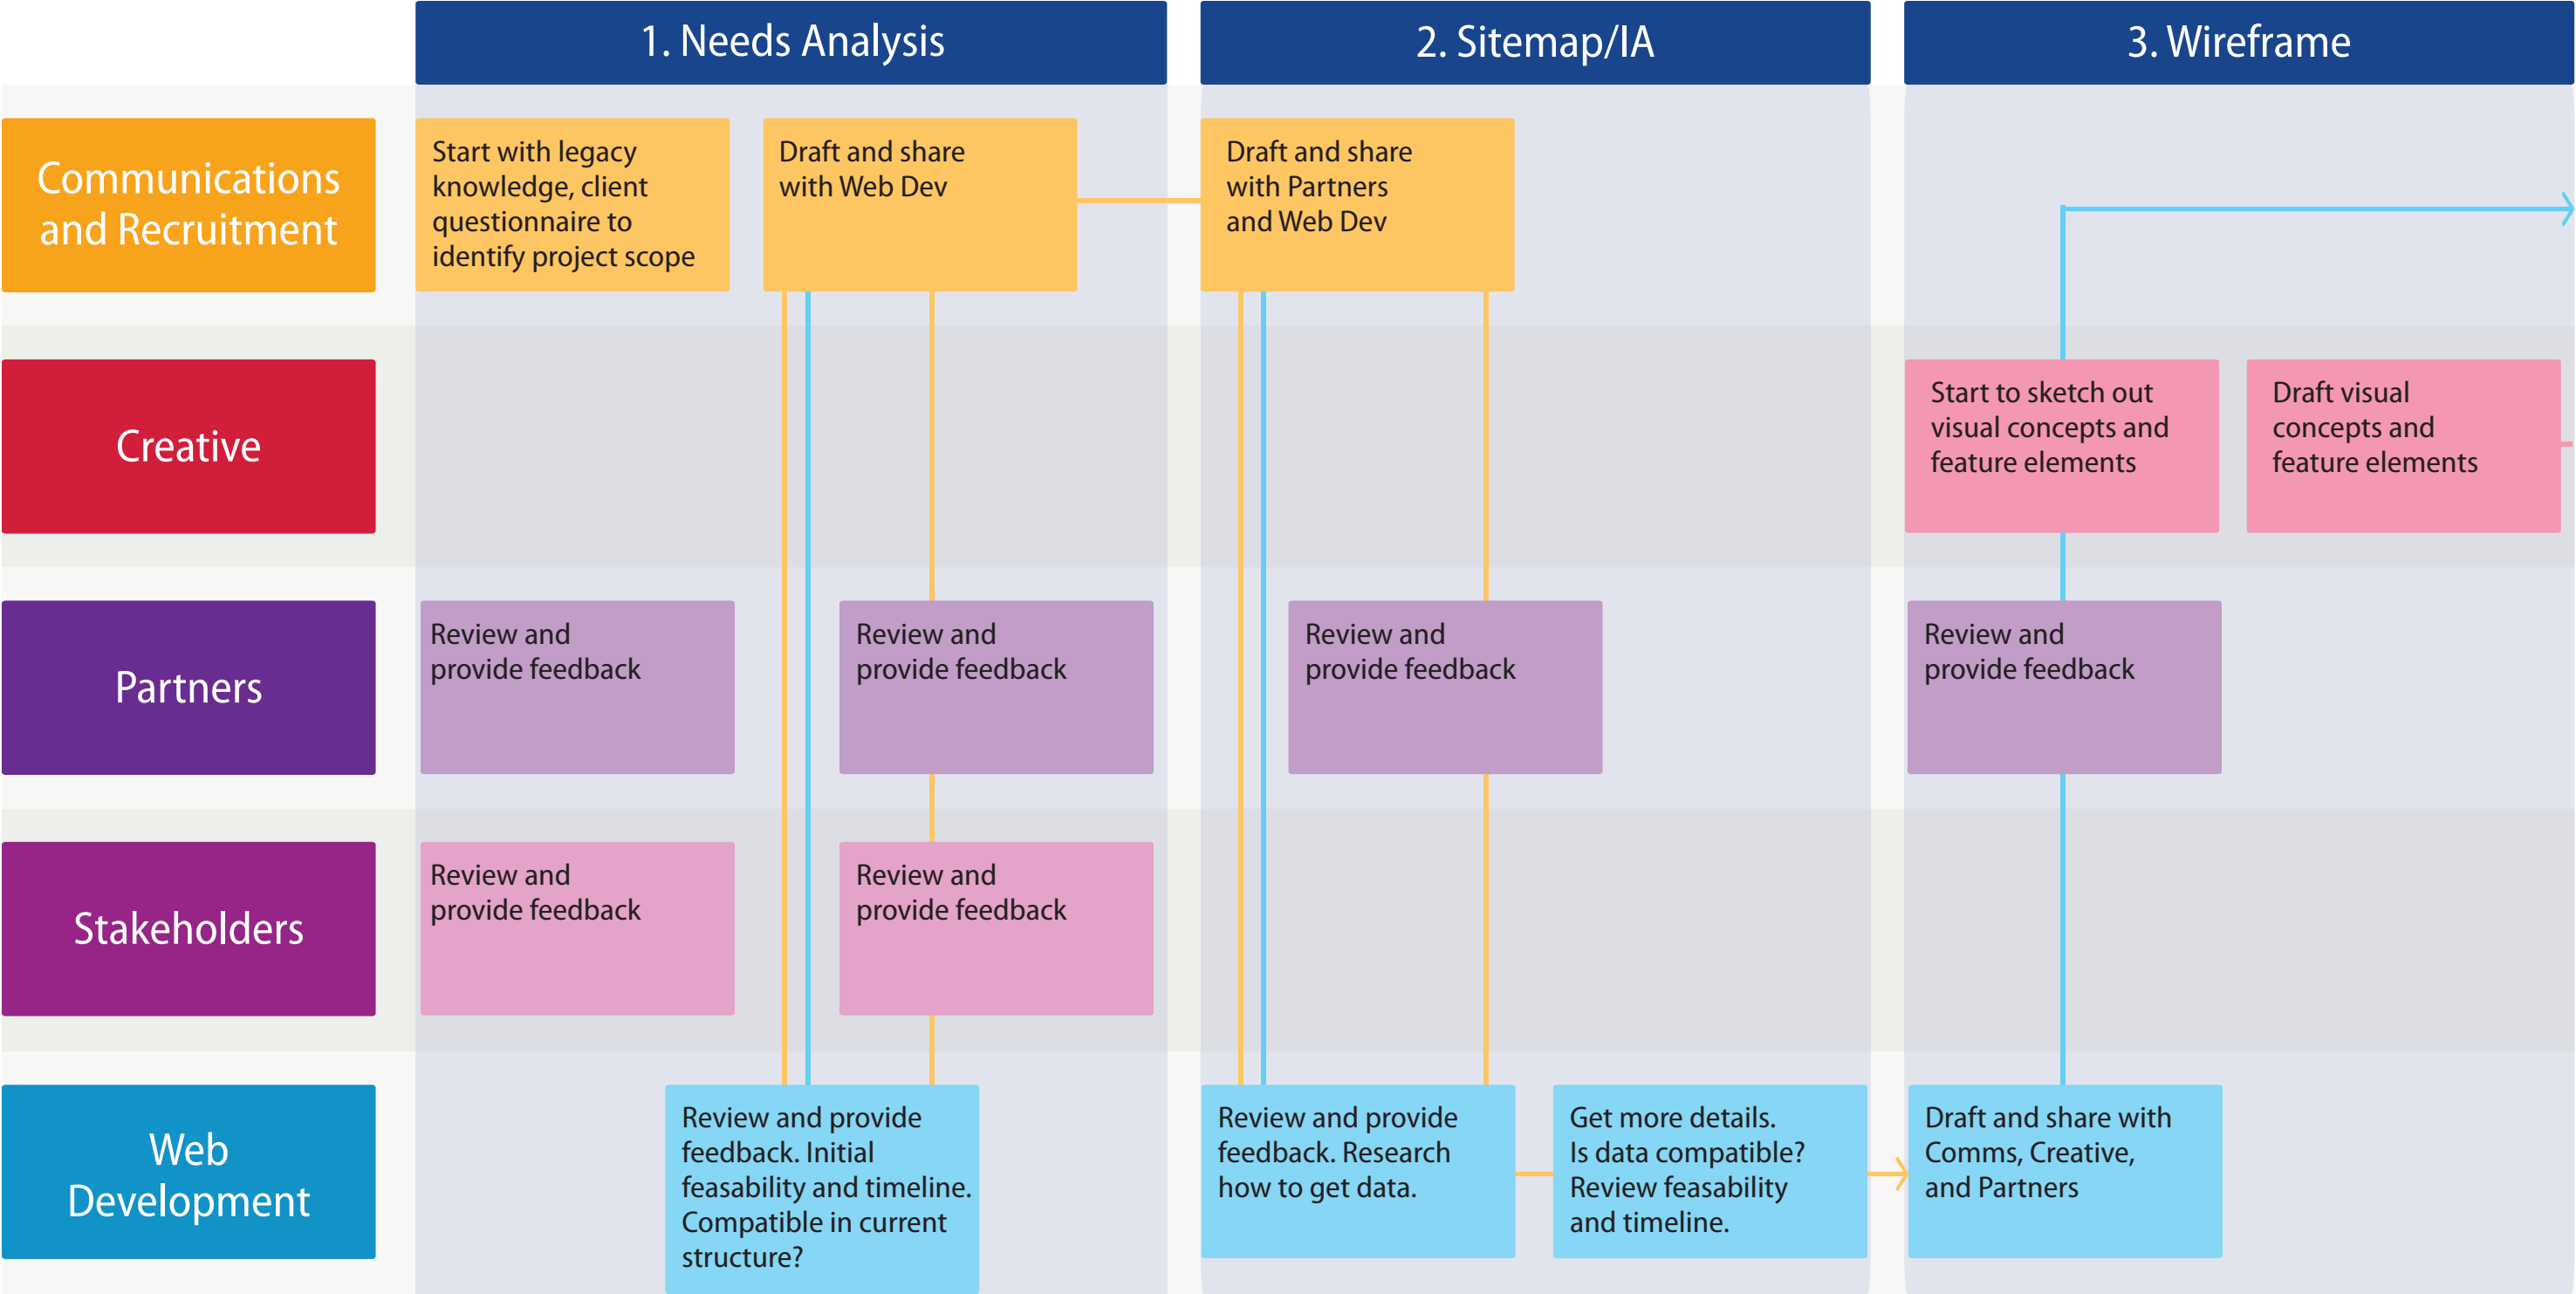 1. Needs Analysis
2. Sitemap/IA
3. Wireframe
Communications
and Recruitment
Start with legacy
knowledge, client
questionnaire to
identify project scope
Draft and share
with Web Dev
Draft and share
with Partners
and Web Dev
Creative
Start to sketch out
visual concepts and
feature elements
Draft visual
concepts and
feature elements
Partners
Review and
provide feedback
Review and
provide feedback
Review and
provide feedback
Review and
provide feedback
Stakeholders
Review and
provide feedback
Review and
provide feedback
Web
Development
Review and provide
feedback. Initial
feasability and timeline.
Compatible in current
structure?
Review and provide
feedback. Research
how to get data.
Get more details.
Is data compatible?
Review feasability
and timeline.
Draft and share with
Comms, Creative,
and Partners